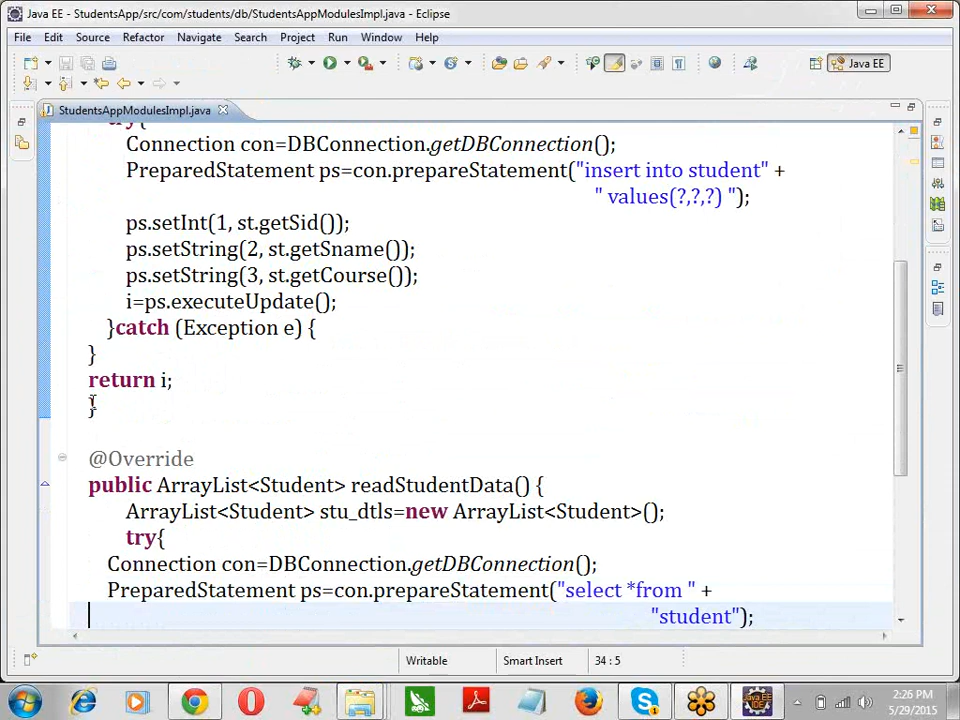 Java EE - StudentsApp/src/com/students/db/StudentsAppModulesImpl.java - Eclipse
File Edit Source Refactor Navigate Search Project Run Window Help
Java EE
StudentsAppModulesImpl.java
try{
Connection con=DBConnection.getDBConnection();
PreparedStatement ps=con.prepareStatement("insert into student" +
" values(?,?,?) ");
ps.setInt(1, st.getSid());
ps.setString(2, st.getSname());
ps.setString(3, st.getCourse());
i=ps.executeUpdate();
}catch (Exception e) {
}
return i;
}
@Override
public ArrayList<Student> readStudentData() {
ArrayList<Student> stu_dtls=new ArrayList<Student>();
try{
Connection con=DBConnection.getDBConnection();
PreparedStatement ps=con.prepareStatement("select *from " +
"student");
Writable Smart Insert 34 : 5
2:26 PM
5/29/2015